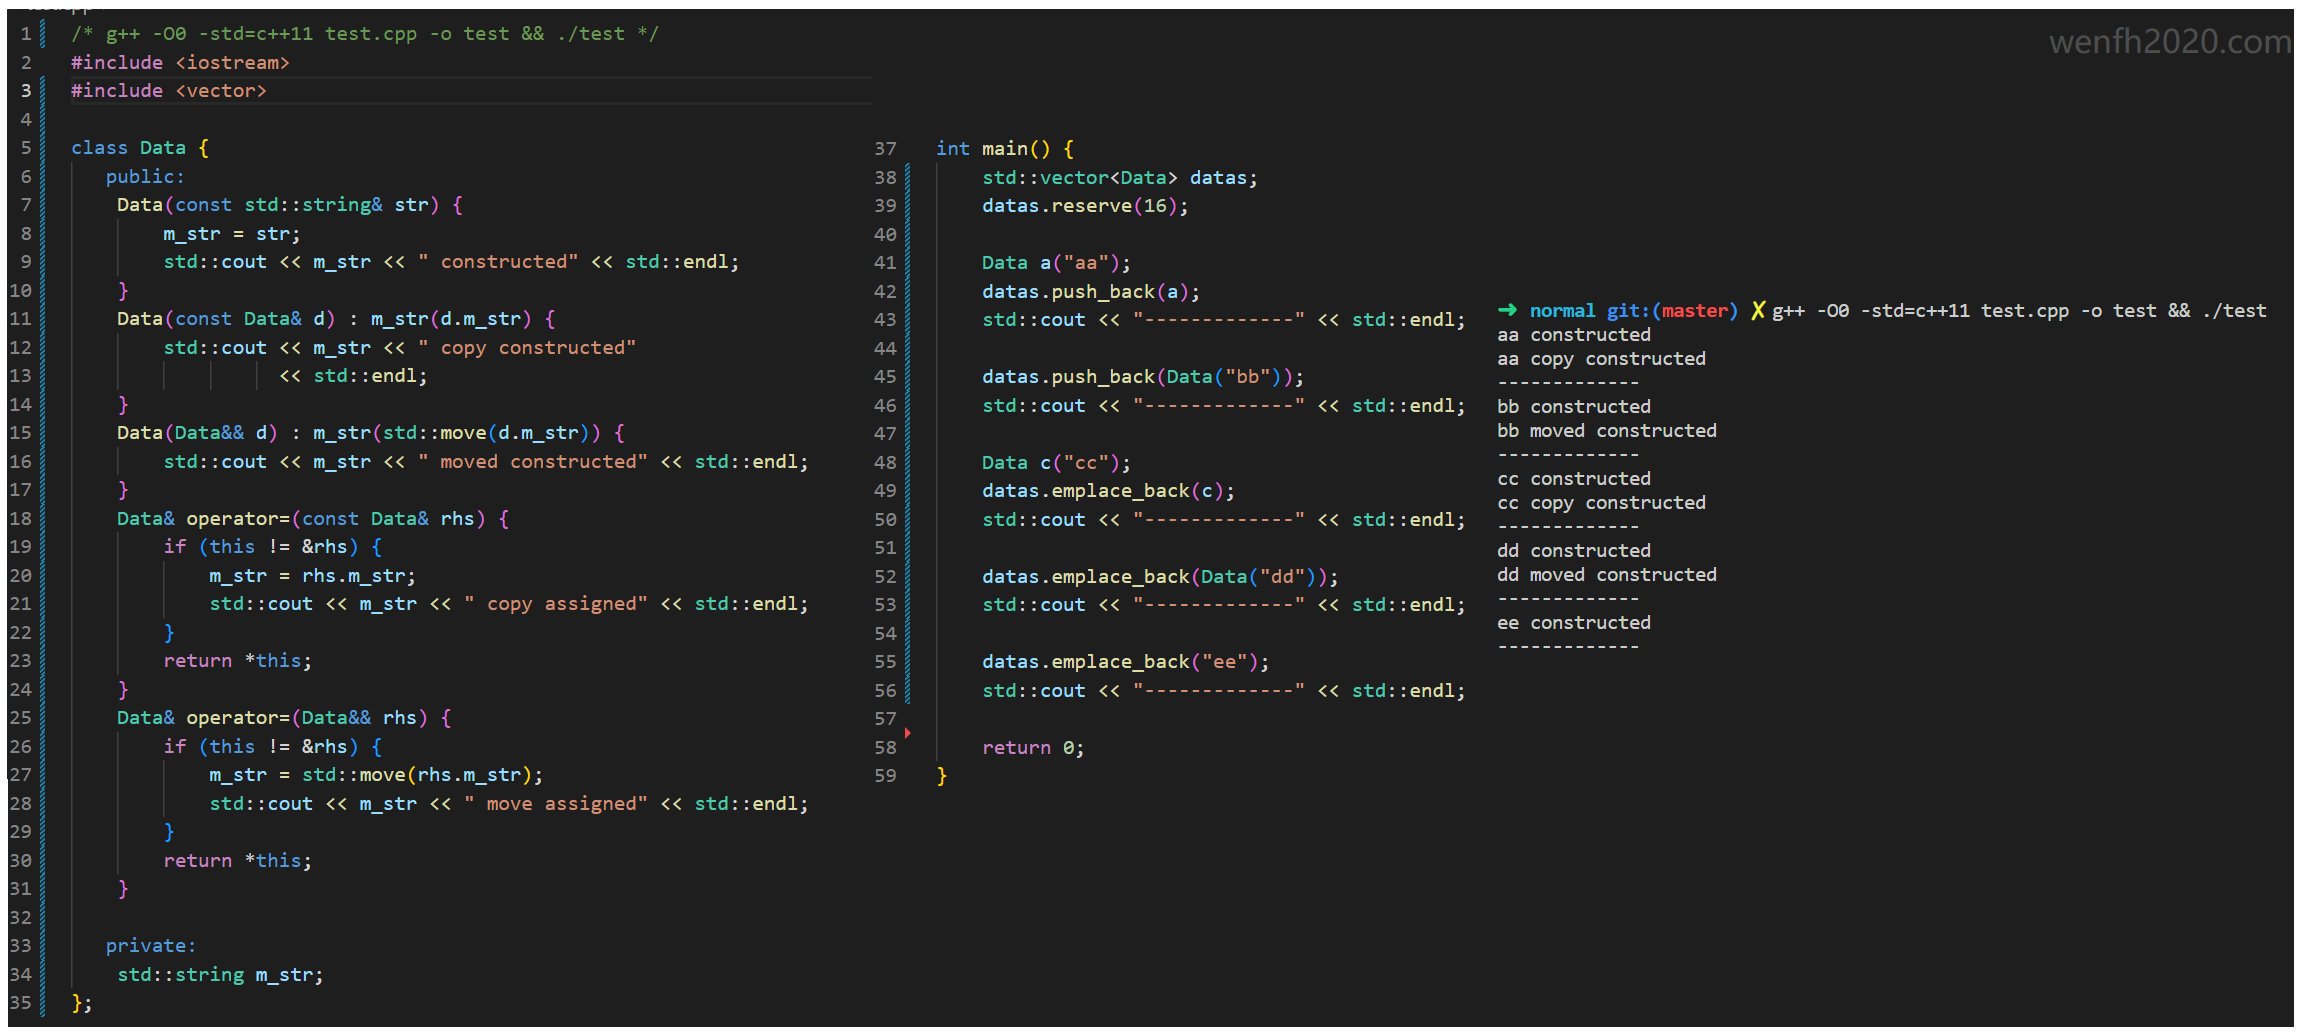 1 /* g++ -O0 -std=c++11 test.cpp -o test && ./test */
2 #include <iostream>
3 #include <vector>
4
5 class Data {
6    public:
7     Data(const std::string& str) {
8         m_str = str;
9         std::cout << m_str << " constructed" << std::endl;
10     }
11     Data(const Data& d) : m_str(d.m_str) {
12         std::cout << m_str << " copy constructed"
13                   << std::endl;
14     }
15     Data(Data&& d) : m_str(std::move(d.m_str)) {
16         std::cout << m_str << " moved constructed" << std::endl;
17     }
18     Data& operator=(const Data& rhs) {
19         if (this != &rhs) {
20             m_str = rhs.m_str;
21             std::cout << m_str << " copy assigned" << std::endl;
22         }
23         return *this;
24     }
25     Data& operator=(Data&& rhs) {
26         if (this != &rhs) {
27             m_str = std::move(rhs.m_str);
28             std::cout << m_str << " move assigned" << std::endl;
29         }
30         return *this;
31     }
32
33    private:
34     std::string m_str;
35 };
37 int main() {
38     std::vector<Data> datas;
39     datas.reserve(16);
40
41     Data a("aa");
42     datas.push_back(a);
43     std::cout << "-------------" << std::endl;
44
45     datas.push_back(Data("bb"));
46     std::cout << "-------------" << std::endl;
47
48     Data c("cc");
49     datas.emplace_back(c);
50     std::cout << "-------------" << std::endl;
51
52     datas.emplace_back(Data("dd"));
53     std::cout << "-------------" << std::endl;
54
55     datas.emplace_back("ee");
56     std::cout << "-------------" << std::endl;
57
58     return 0;
59 }
➜ normal git:(master) ✗ g++ -O0 -std=c++11 test.cpp -o test && ./test
aa constructed
aa copy constructed
-------------
bb constructed
bb moved constructed
-------------
cc constructed
cc copy constructed
-------------
dd constructed
dd moved constructed
-------------
ee constructed
-------------
wenfh2020.com